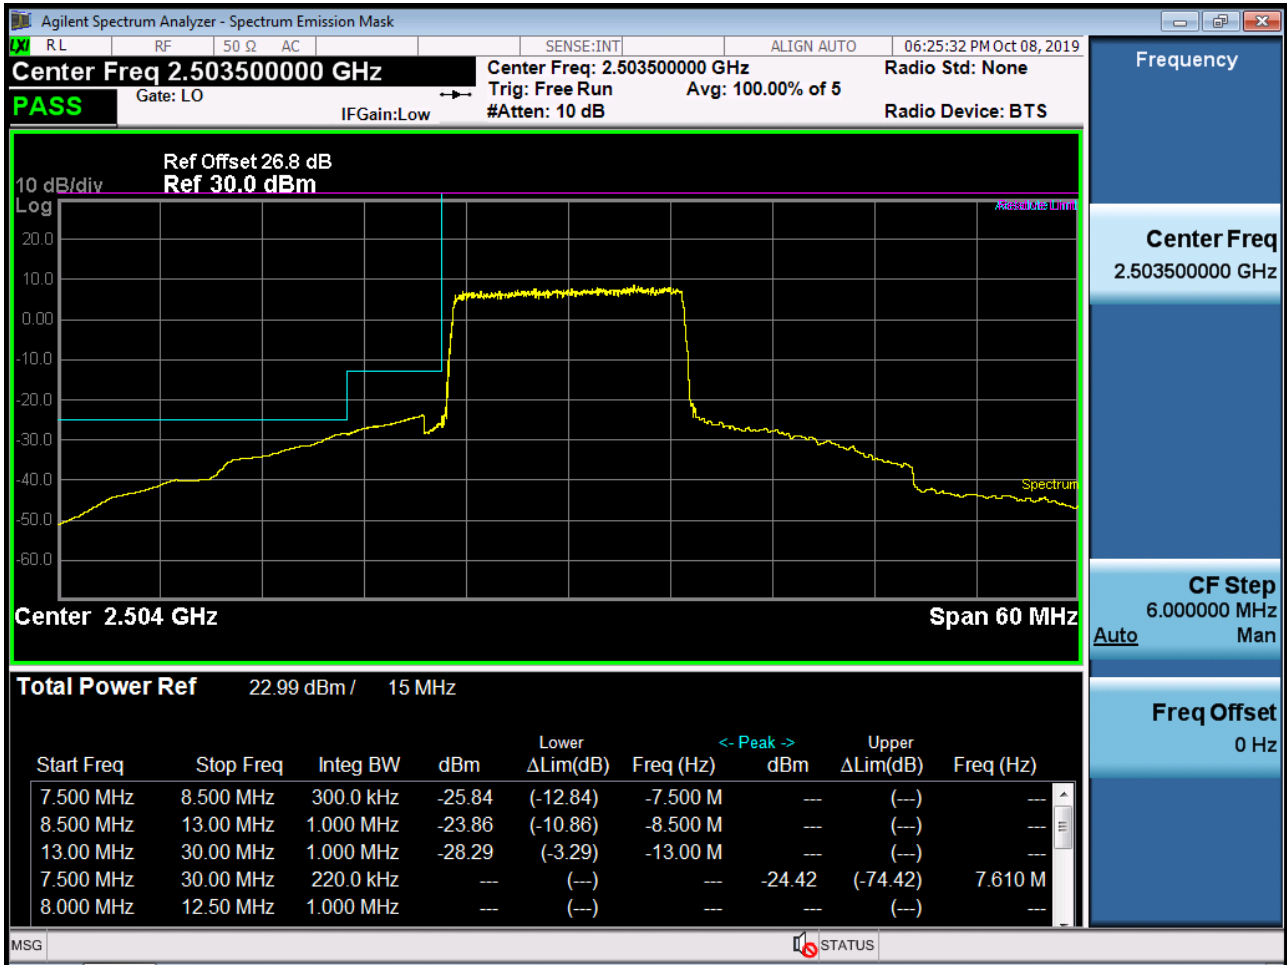 Agilent Spectrum Analyzer - Spectrum Emission Mask
LXI RL RF 50 Ω AC SENSE:INT ALIGN AUTO 06:25:32 PM Oct 08, 2019
Center Freq 2.503500000 GHz
Center Freq: 2.503500000 GHz Radio Std: None
PASS Gate: LO Trig: Free Run Avg: 100.00% of 5
IFGain:Low #Atten: 10 dB Radio Device: BTS
Ref Offset 26.8 dB
10 dB/div Ref 30.0 dBm
Log
Absolute Limit
20.0
10.0
0.00
-10.0
-20.0
-30.0
-40.0
Spectrum
-50.0
-60.0
Center 2.504 GHz Span 60 MHz
Total Power Ref 22.99 dBm / 15 MHz
Lower <- Peak -> Upper
Start Freq Stop Freq Integ BW dBm ΔLim(dB) Freq (Hz) dBm ΔLim(dB) Freq (Hz)
7.500 MHz 8.500 MHz 300.0 kHz -25.84 (-12.84) -7.500 M --- (---) ---
8.500 MHz 13.00 MHz 1.000 MHz -23.86 (-10.86) -8.500 M --- (---) ---
13.00 MHz 30.00 MHz 1.000 MHz -28.29 (-3.29) -13.00 M --- (---) ---
7.500 MHz 30.00 MHz 220.0 kHz --- (---) --- -24.42 (-74.42) 7.610 M
8.000 MHz 12.50 MHz 1.000 MHz --- (---) --- --- (---) ---
MSG STATUS
Frequency
Center Freq
2.503500000 GHz
CF Step
6.000000 MHz
Auto Man
Freq Offset
0 Hz